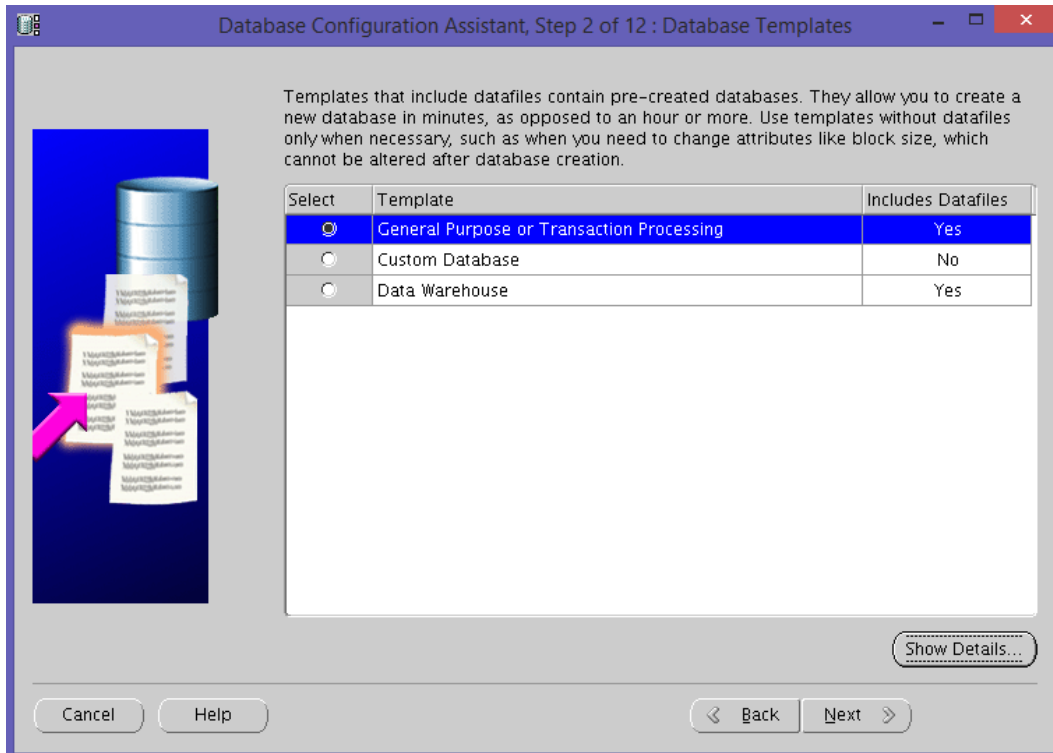 Database Configuration Assistant, Step 2 of 12 : Database Templates
Templates that include datafiles contain pre-created databases. They allow you to create a
new database in minutes, as opposed to an hour or more. Use templates without datafiles
only when necessary, such as when you need to change attributes like block size, which
cannot be altered after database creation.
Select Template Includes Datafiles
General Purpose or Transaction Processing Yes
Custom Database No
Data Warehouse Yes
Show Details...
Cancel Help Back Next